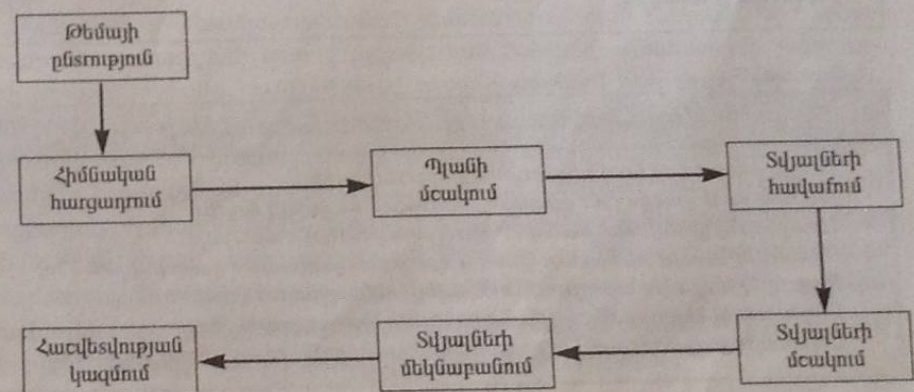 Թեմայի
ընտրություն
Հիմնական
հարցադրում
Պլանի
մշակում
Տվյալների
հավաքում
Տվյալների
մշակում
Տվյալների
մեկնաբանում
Հաշվետվության
կազմում